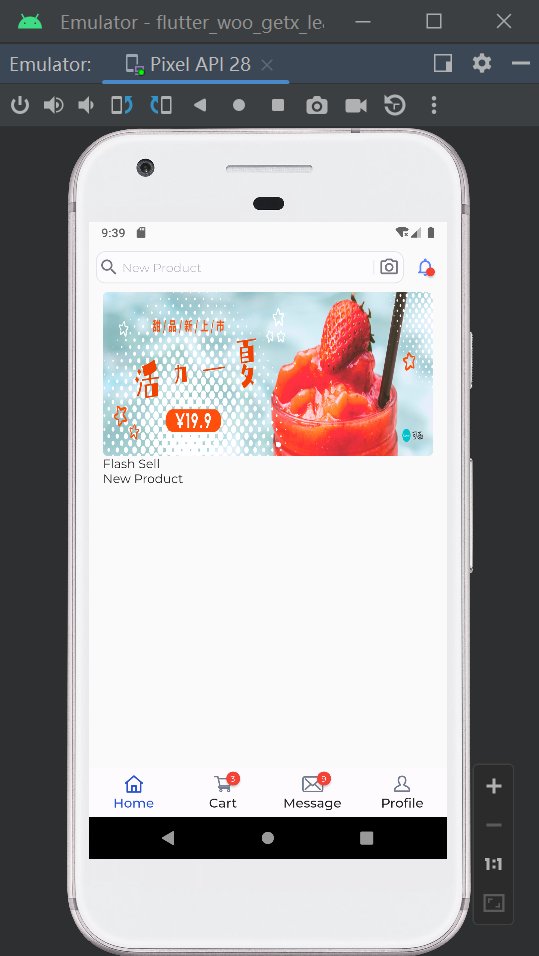 Emulator - flutter_woo_getx_le
Emulator: Pixel API 28
9:39
New Product
甜/品/新/上/市
活力一夏
¥19.9
Flash Sell
New Product
3 9
Home Cart Message Profile
1:1